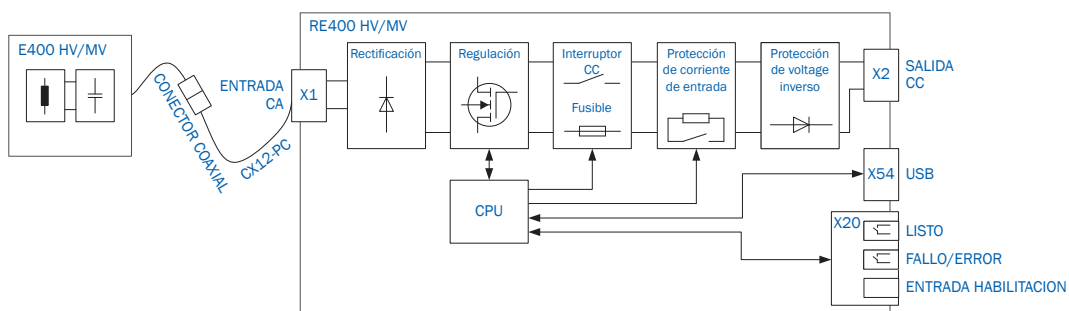 RE400 HV/MV
E400 HV/MV
CONECTOR COAXIAL
CX12-PC
ENTRADA
CA
X1
Rectificación
Regulación
Interruptor
CC
Fusible
Protección
de corriente
de entrada
Protección
de voltage
inverso
X2
SALIDA
CC
CPU
X54
USB
X20
LISTO
FALLO/ERROR
ENTRADA HABILITACION